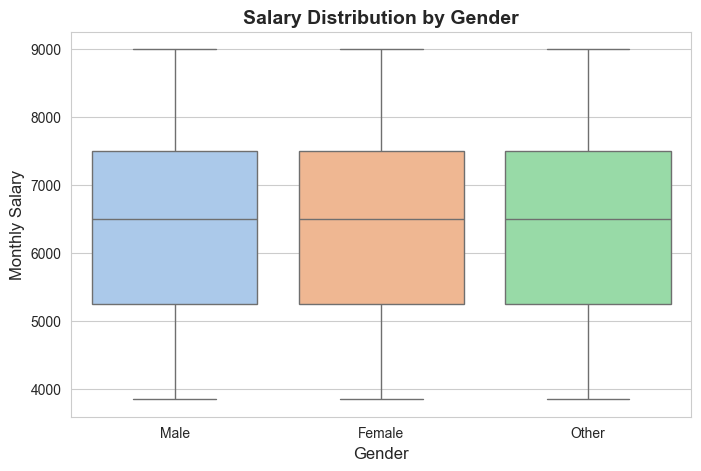 Salary Distribution by Gender
Monthly Salary
9000
8000
7000
6000
5000
4000
Male Female Other
Gender